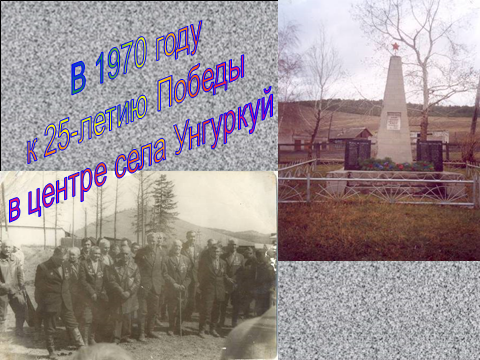 В 1970 году
к 25-летию Победы
в центре села Унгуркуй